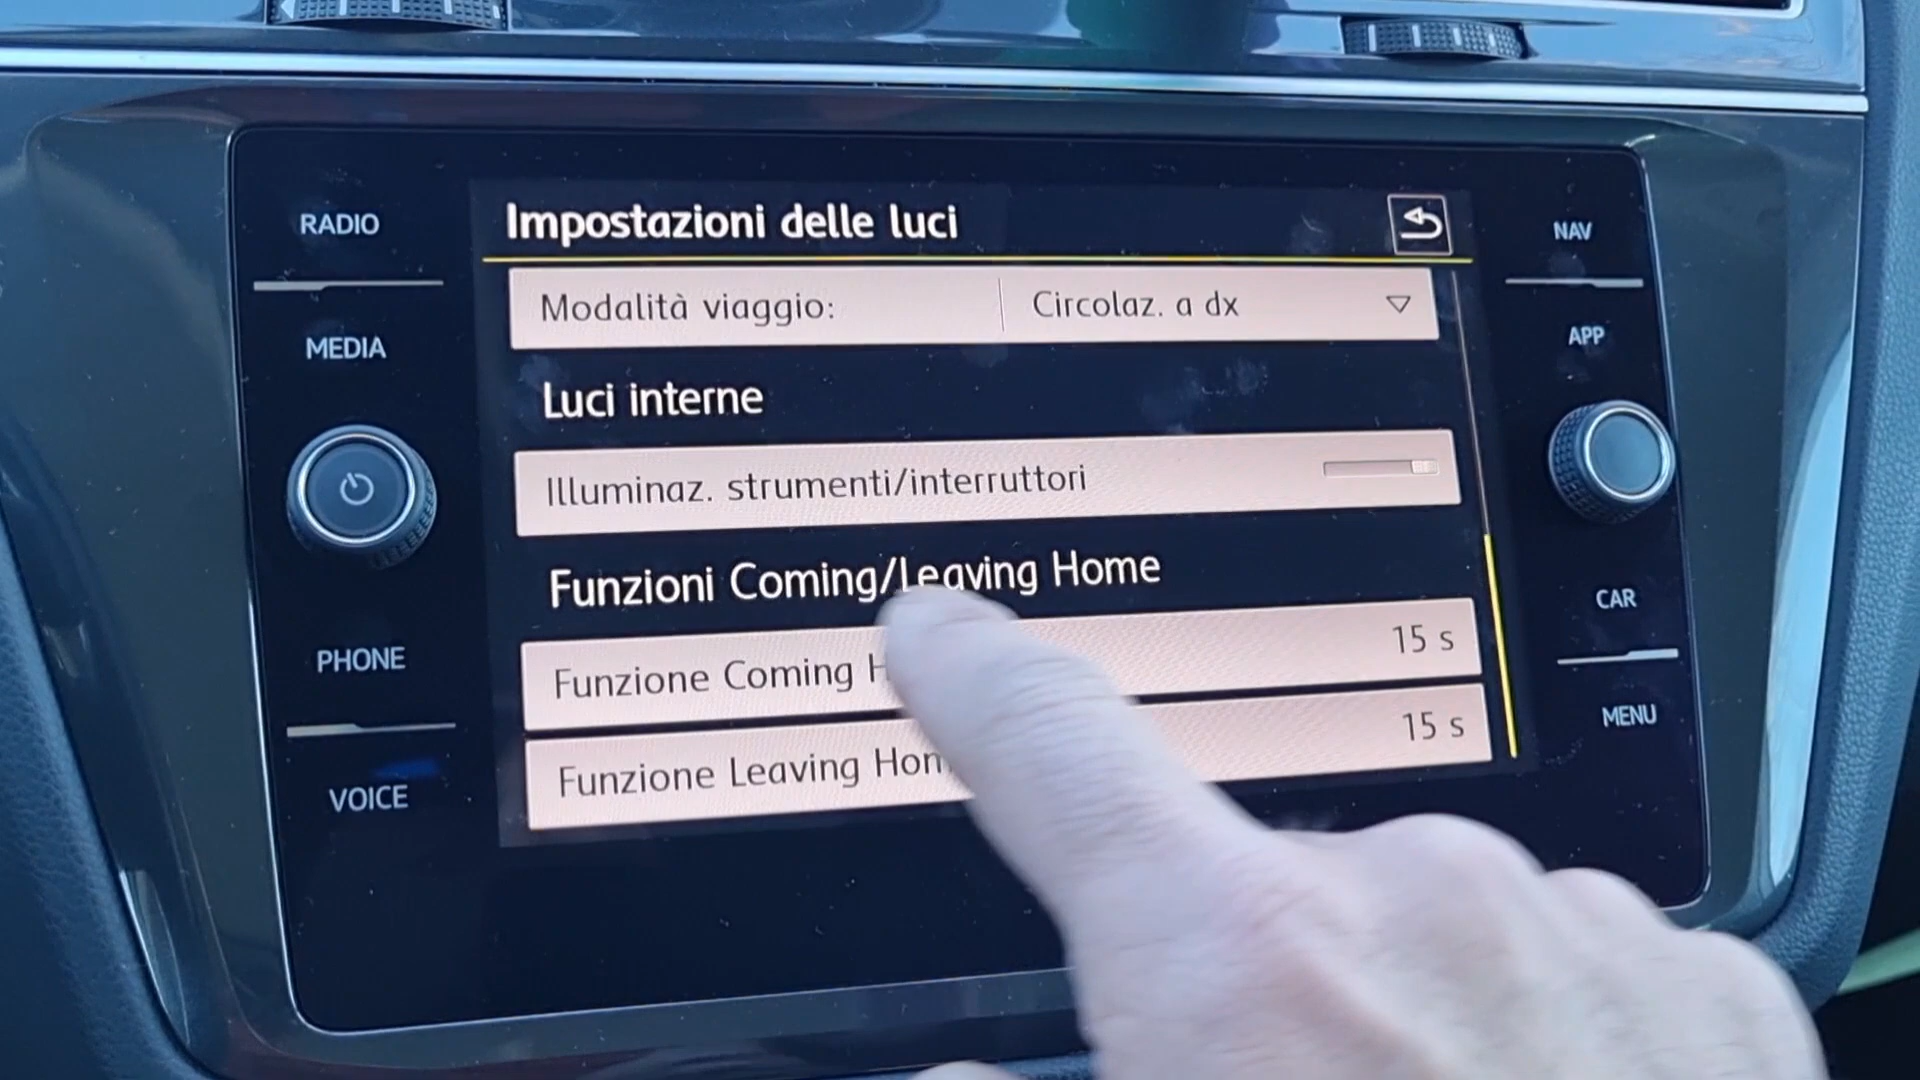 RADIO
MEDIA
PHONE
VOICE
Impostazioni delle luci
Modalità viaggio: Circolaz. a dx
Luci interne
Illuminaz. strumenti/interruttori
Funzioni Coming/Leaving Home
Funzione Coming 15 s
Funzione Leaving 15 s
NAV
APP
CAR
MENU